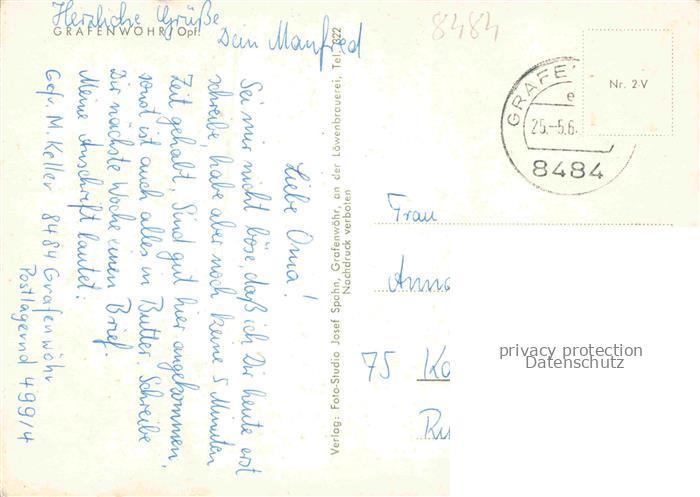 Herzliche Grüße
Dein Manfred
GRAFENWÖHR, Opf.
Liebe Oma!
Sei mir nicht böse, daß ich Dir heute erst
schreibe, habe aber noch keine 5 Minuten
Zeit gehabt. Sind gut hier angekommen,
sonst ist auch alles in Butter. Schreibe
Dir nächste Woche einen Brief.
Meine Anschrift lautet:
Gefr. M. Keller 8484 Grafenwöhr
Postlagernd 499/4
Verlag: Foto-Studio Josef Spahn, Grafenwöhr, an der Löwenbrauerei, Tel. 822
Nachdruck verboten
8484
GRAFE
e
25.-5.6.
8484
Nr. 2-V
Frau
Anna
75 Ka
privacy protection
Datenschutz